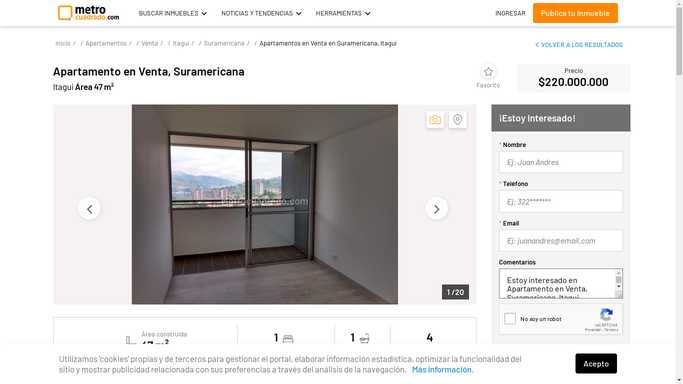 metro
cuadrado.com
BUSCAR INMUEBLES
NOTICIAS Y TENDENCIAS
HERRAMIENTAS
INGRESAR
Publica tu Inmueble
Inicio / / Apartamentos / / Venta / / Itagui / / Suramericana / / Apartamentos en Venta en Suramericana, Itagui
VOLVER A LOS RESULTADOS
Apartamento en Venta, Suramericana
Itagui Área 47 m²
Favorito
Precio
$220.000.000
1 / 20
¡Estoy Interesado!
* Nombre
Ej: Juan Andres
* Teléfono
Ej: 322*******
* Email
Ej: juanandres@email.com
Comentarios
Estoy interesado en
Apartamento en Venta,
Suramericana, Itagui
No soy un robot
reCAPTCHA
Privacidad - Términos
Área construida
47 m²
1
1
4
Utilizamos 'cookies' propias y de terceros para gestionar el portal, elaborar información estadística, optimizar la funcionalidad del
sitio y mostrar publicidad relacionada con sus preferencias a través del análisis de la navegación. Más información.
Acepto